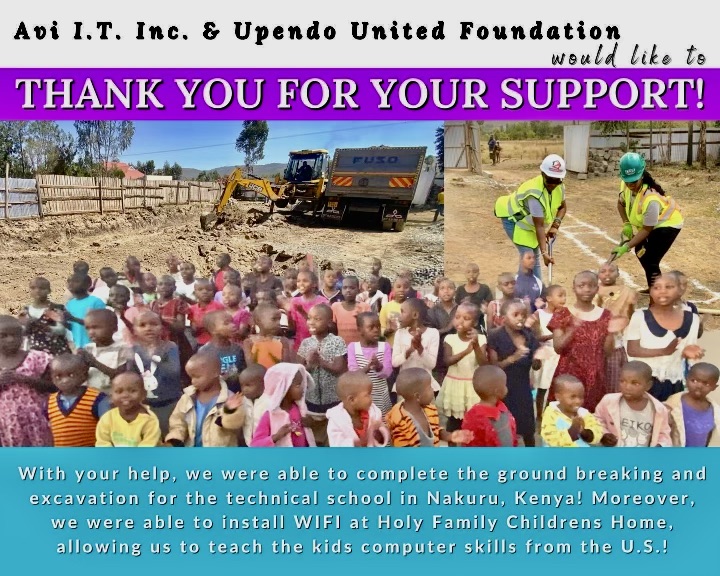 Avi I.T. Inc. & Upendo United Foundation
would like to
THANK YOU FOR YOUR SUPPORT!
FUSO
With your help, we were able to complete the ground breaking and
excavation for the technical school in Nakuru, Kenya! Moreover,
we were able to install WIFI at Holy Family Childrens Home,
allowing us to teach the kids computer skills from the U.S.!